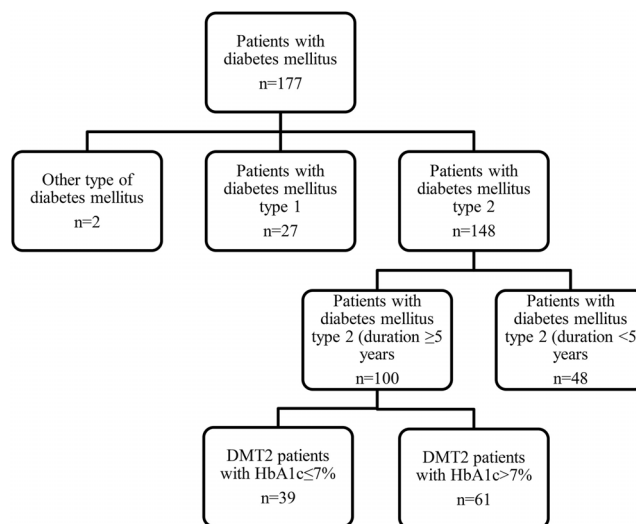 Patients with
diabetes mellitus
n=177
Other type of
diabetes mellitus
n=2
Patients with
diabetes mellitus
type 1
n=27
Patients with
diabetes mellitus
type 2
n=148
Patients with
diabetes mellitus
type 2 (duration ≥5
years
n=100
Patients with
diabetes mellitus
type 2 (duration <5
years
n=48
DMT2 patients
with HbA1c≤7%
n=39
DMT2 patients
with HbA1c>7%
n=61